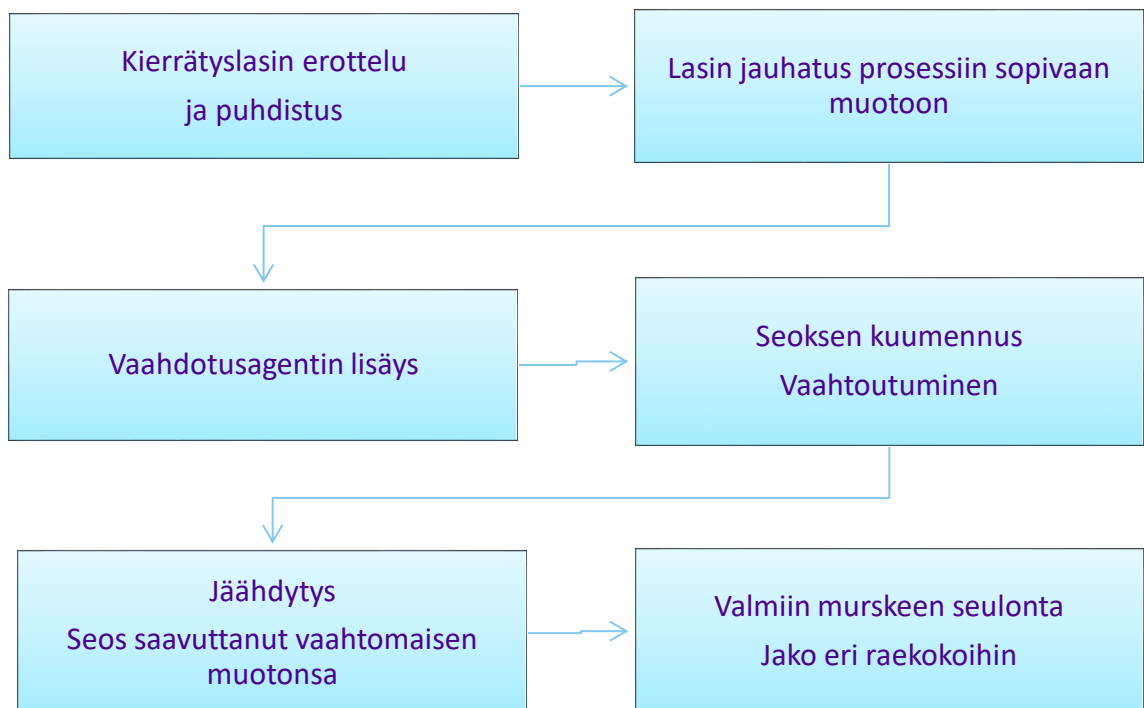 Kierrätyslasin erottelu
ja puhdistus
Lasin jauhatus prosessiin sopivaan
muotoon
Vaahdotusagentin lisäys
Seoksen kuumennus
Vaahtoutuminen
Jäähdytys
Seos saavuttanut vaahtomaisen
muotonsa
Valmiin murskeen seulonta
Jako eri raekokoihin